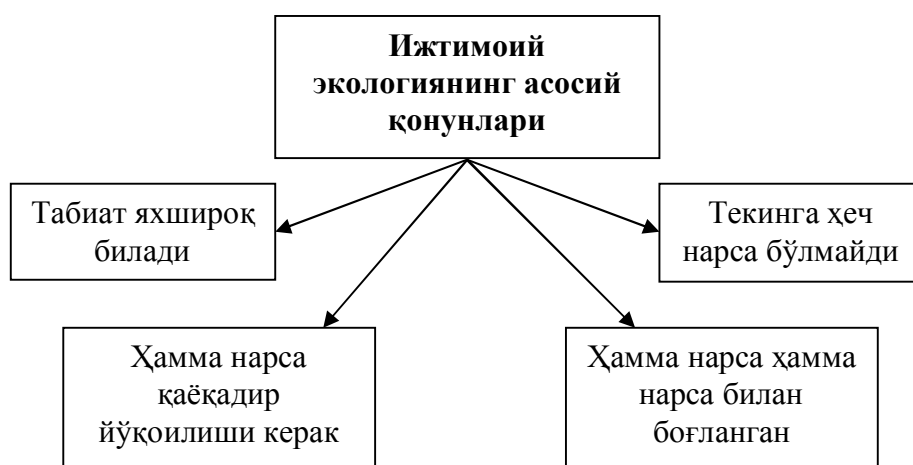 Ижтимоий
экологиянинг асосий
қонунлари
Табиат яхшироқ
билади
Текинга ҳеч
нарса бўлмайди
Ҳамма нарса
қаёқадир
йўқоилиши керак
Ҳамма нарса ҳамма
нарса билан
боғланган